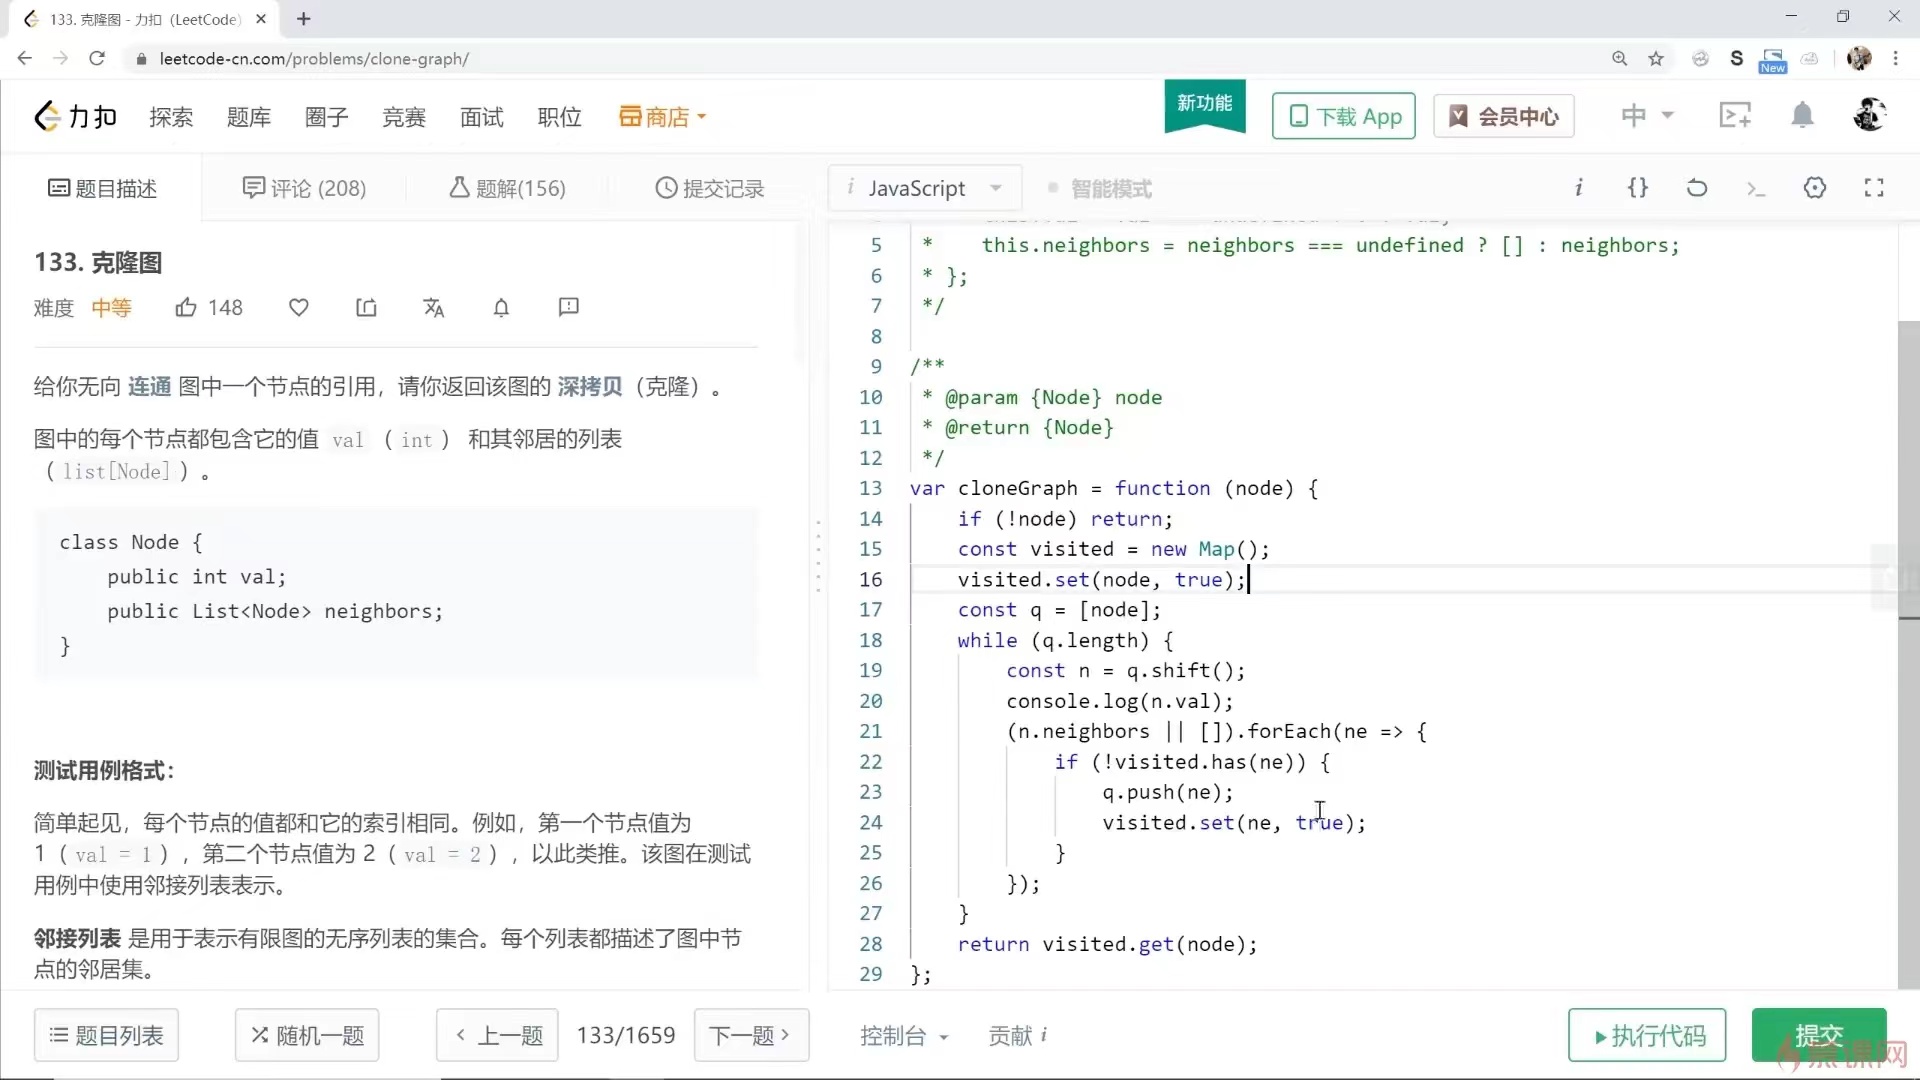 133. 克隆图 - 力扣（LeetCode）
leetcode-cn.com/problems/clone-graph/
New
力扣 探索 题库 圈子 竞赛 面试 职位 商店 新功能 下载 App 会员中心 中
题目描述 评论 (208) 题解(156) 提交记录 i JavaScript 智能模式
133. 克隆图
难度 中等 148
给你无向 连通 图中一个节点的引用，请你返回该图的 深拷贝（克隆）。
图中的每个节点都包含它的值 val（int） 和其邻居的列表
（list[Node]）。
class Node {
    public int val;
    public List<Node> neighbors;
}
测试用例格式：
简单起见，每个节点的值都和它的索引相同。例如，第一个节点值为
1（val = 1），第二个节点值为 2（val = 2），以此类推。该图在测试
用例中使用邻接列表表示。
邻接列表 是用于表示有限图的无序列表的集合。每个列表都描述了图中节
点的邻居集。
5 *    this.neighbors = neighbors === undefined ? [] : neighbors;
6 * };
7 */
8
9 /**
10 * @param {Node} node
11 * @return {Node}
12 */
13 var cloneGraph = function (node) {
14     if (!node) return;
15     const visited = new Map();
16     visited.set(node, true);
17     const q = [node];
18     while (q.length) {
19         const n = q.shift();
20         console.log(n.val);
21         (n.neighbors || []).forEach(ne => {
22             if (!visited.has(ne)) {
23                 q.push(ne);
24                 visited.set(ne, true);
25             }
26         });
27     }
28     return visited.get(node);
29 };
题目列表 随机一题 上一题 133/1659 下一题 控制台 贡献 i 执行代码 提交
慕课网